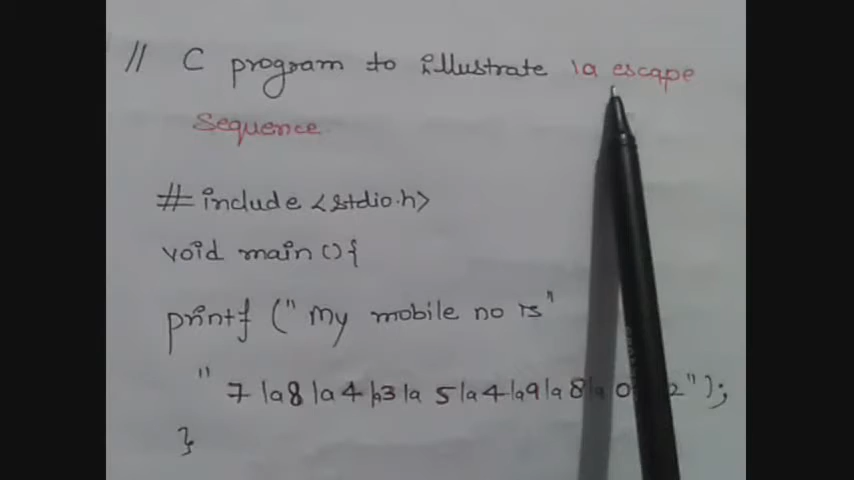 // C program to illustrate \a escape
Sequence
#include <stdio.h>
void main(){
printf ("My mobile no is"
"7\a8\a4\a3\a5\a4\a9\a8\a0 2");
}